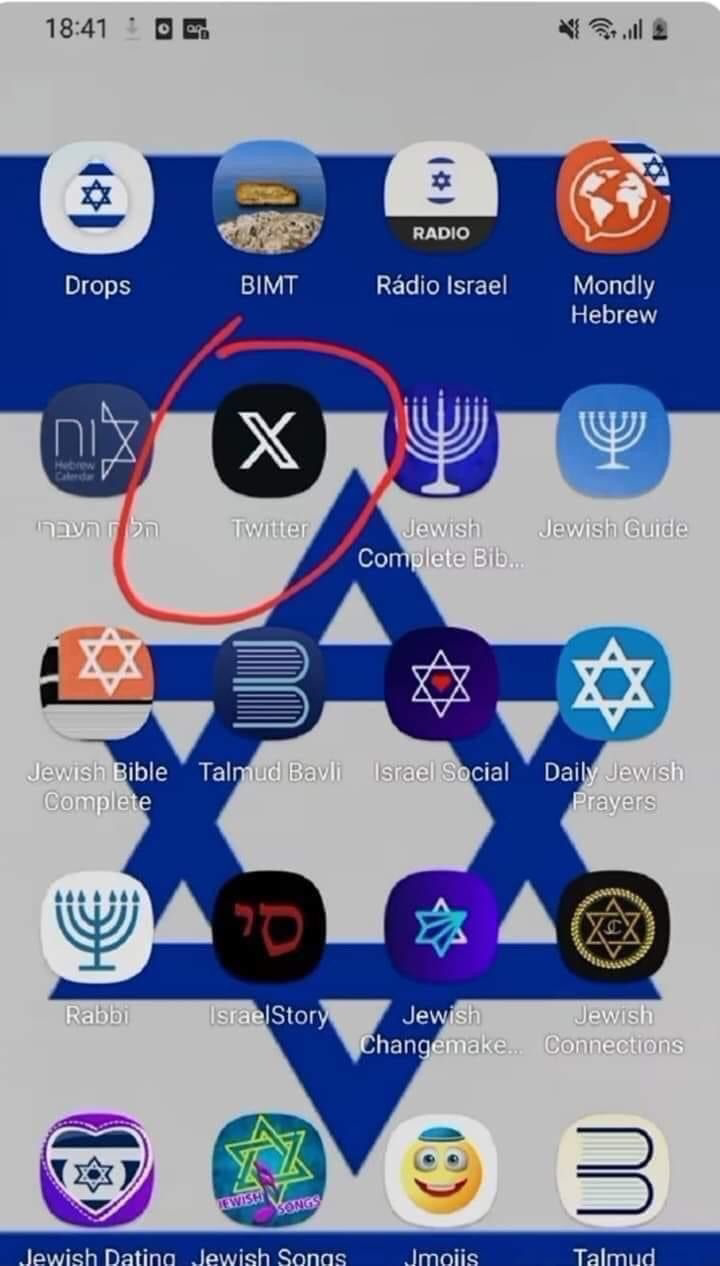 18:41
RADIO
Drops
BIMT
Rádio Israel
Mondly
Hebrew
לוח
Hebrew
Calendar
X
הלוח העברי
Twitter
Jewish
Complete Bib...
Jewish Guide
Jewish Bible
Complete
Talmud Bavli
Israel Social
Daily Jewish
Prayers
סי
JC
Rabbi
IsraelStory
Jewish
Changemake...
Jewish
Connections
JEWISH SONGS
Jewish Dating
Jewish Songs
Jmojis
Talmud